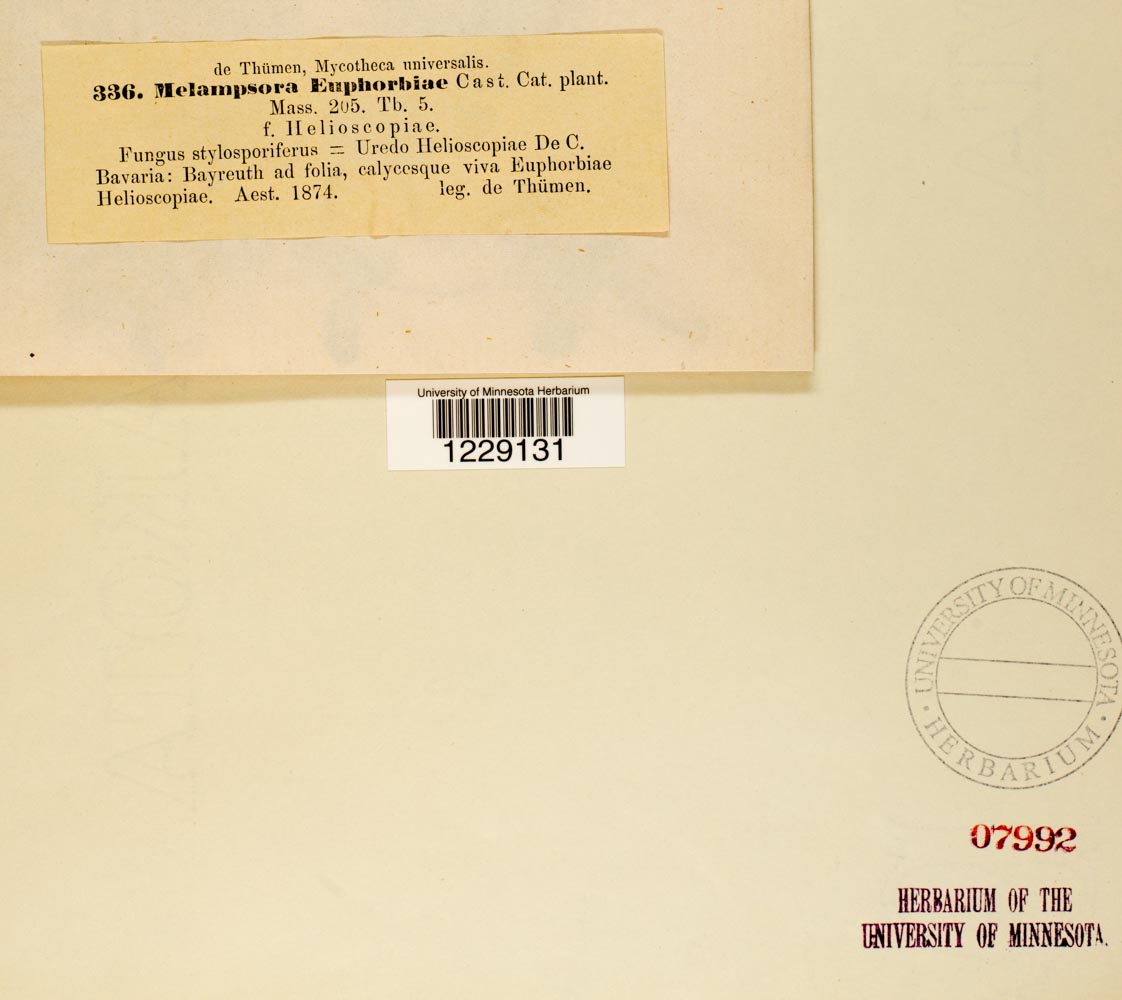 de Thümen, Mycotheca universalis.
336. Melampsora Euphorbiae Cast. Cat. plant.
Mass. 205. Tb. 5.
f. Helioscopiae.
Fungus stylosporiferus = Uredo Helioscopiae De C.
Bavaria: Bayreuth ad folia, calycesque viva Euphorbiae
Helioscopiae. Aest. 1874. leg. de Thümen.
University of Minnesota Herbarium
1229131
UNIVERSITY OF MINNESOTA
• HERBARIUM •
07992
HERBARIUM OF THE
UNIVERSITY OF MINNESOTA.